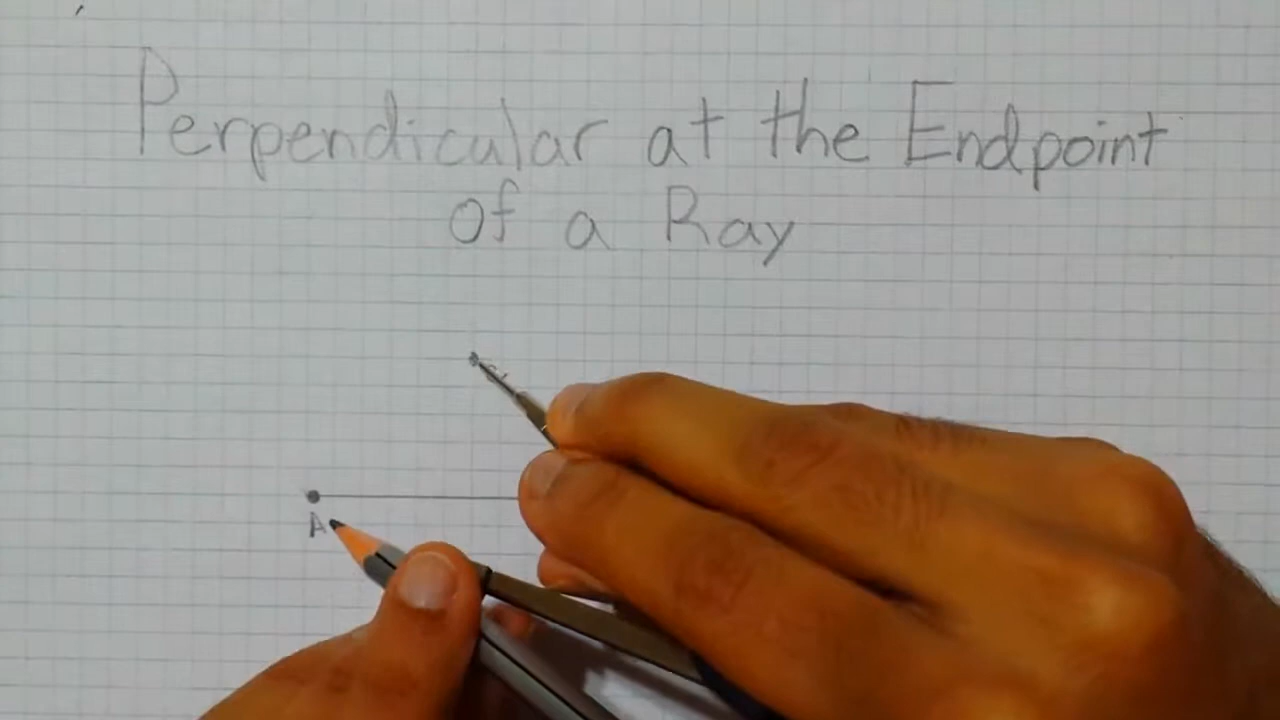 Perpendicular at the Endpoint
of a Ray
A